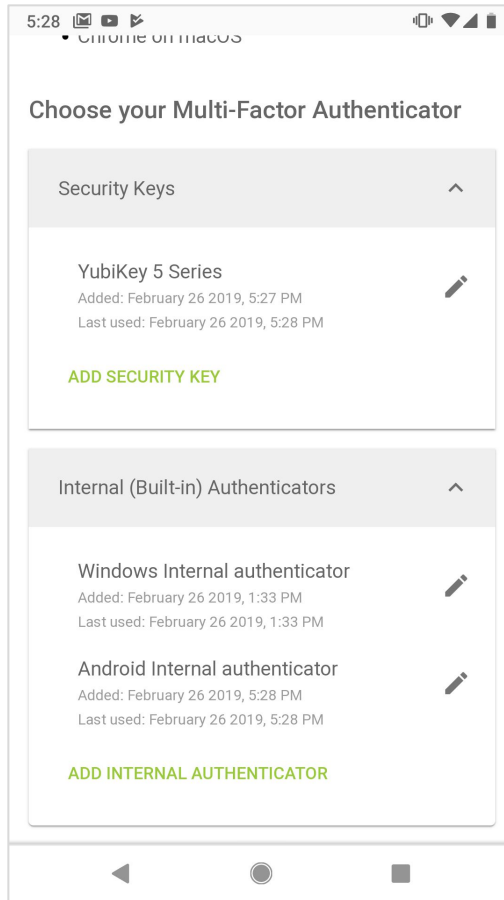 5:28
• Chrome on macOS
Choose your Multi-Factor Authenticator
Security Keys
YubiKey 5 Series
Added: February 26 2019, 5:27 PM
Last used: February 26 2019, 5:28 PM
ADD SECURITY KEY
Internal (Built-in) Authenticators
Windows Internal authenticator
Added: February 26 2019, 1:33 PM
Last used: February 26 2019, 1:33 PM
Android Internal authenticator
Added: February 26 2019, 5:28 PM
Last used: February 26 2019, 5:28 PM
ADD INTERNAL AUTHENTICATOR